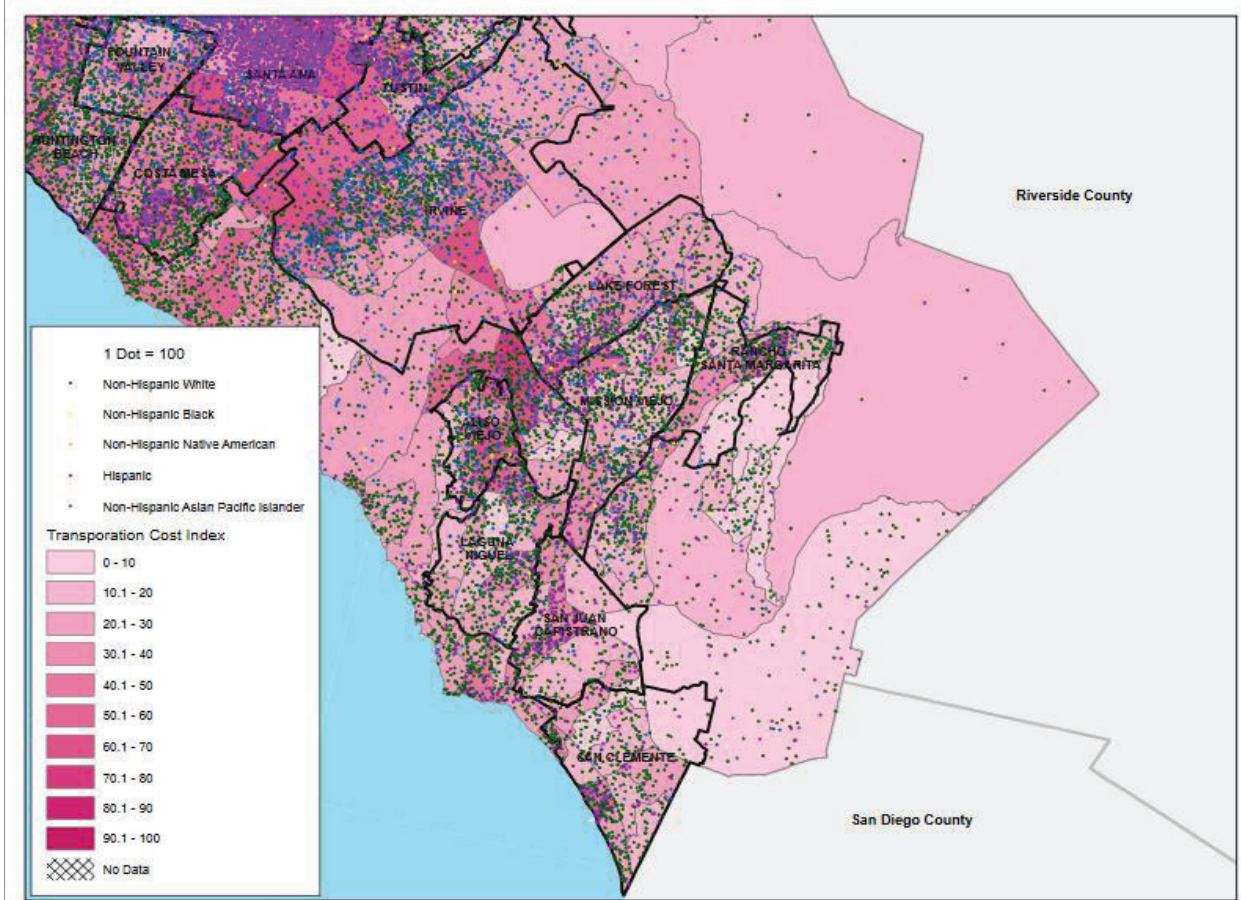 FOUNTAIN
VALLEY
SANTA ANA
TUSTIN
HUNTINGTON
BEACH
COSTA MESA
IRVINE
Riverside County
LAKE FOREST
RANCHO
SANTA MARGARITA
MISSION VIEJO
ALISO
VIEJO
LAGUNA
NIGUEL
SAN JUAN
CAPISTRANO
SAN CLEMENTE
San Diego County
1 Dot = 100
Non-Hispanic White
Non-Hispanic Black
Non-Hispanic Native American
Hispanic
Non-Hispanic Asian Pacific Islander
Transporation Cost Index
0 - 10
10.1 - 20
20.1 - 30
30.1 - 40
40.1 - 50
50.1 - 60
60.1 - 70
70.1 - 80
80.1 - 90
90.1 - 100
No Data